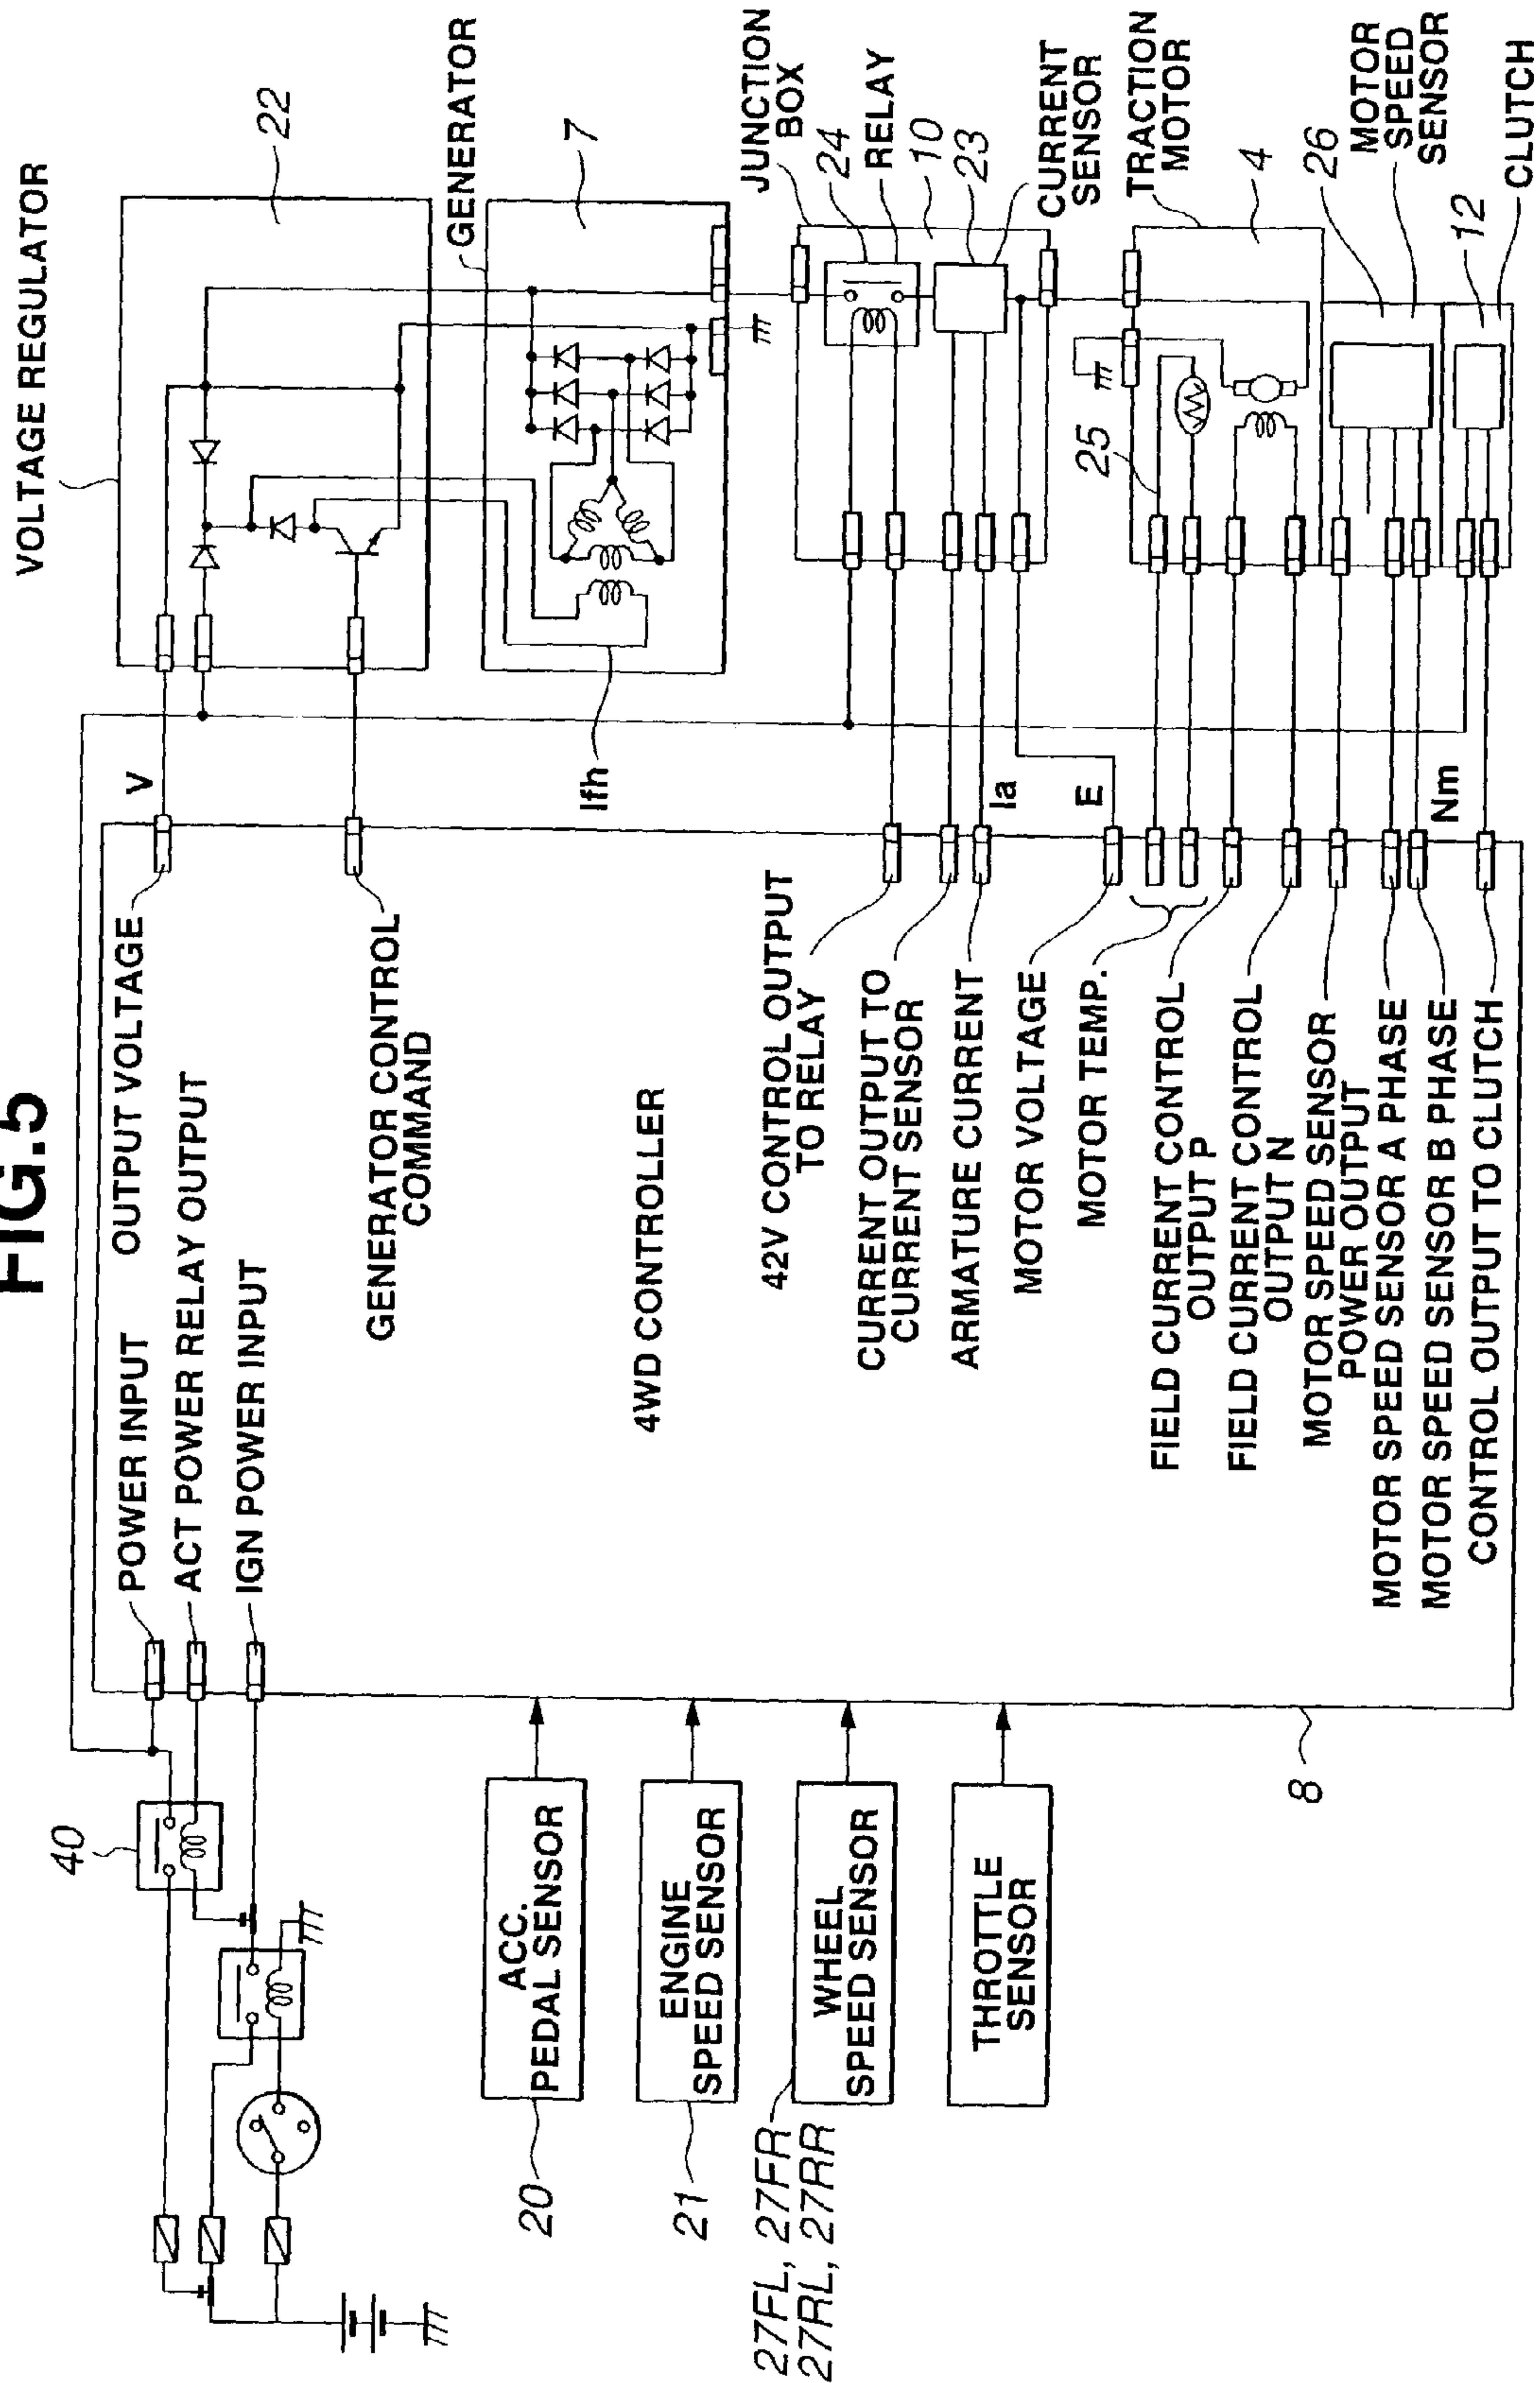 FIG.5
40
20
ACC.
PEDAL SENSOR
21
ENGINE
SPEED SENSOR
27FL, 27FR
27RL, 27RR
WHEEL
SPEED SENSOR
THROTTLE
SENSOR
8
POWER INPUT
ACT POWER RELAY OUTPUT
IGN POWER INPUT
OUTPUT VOLTAGE
GENERATOR CONTROL
COMMAND
4WD CONTROLLER
42V CONTROL OUTPUT
TO RELAY
CURRENT OUTPUT TO
CURRENT SENSOR
ARMATURE CURRENT
MOTOR VOLTAGE
MOTOR TEMP.
FIELD CURRENT CONTROL
OUTPUT P
FIELD CURRENT CONTROL
OUTPUT N
MOTOR SPEED SENSOR
POWER OUTPUT
MOTOR SPEED SENSOR A PHASE
MOTOR SPEED SENSOR B PHASE
CONTROL OUTPUT TO CLUTCH
V
Ifh
Ia
E
Nm
VOLTAGE REGULATOR
22
GENERATOR
7
JUNCTION
BOX
24
RELAY
10
23
CURRENT
SENSOR
TRACTION
MOTOR
25
4
26
MOTOR
SPEED
SENSOR
12
CLUTCH